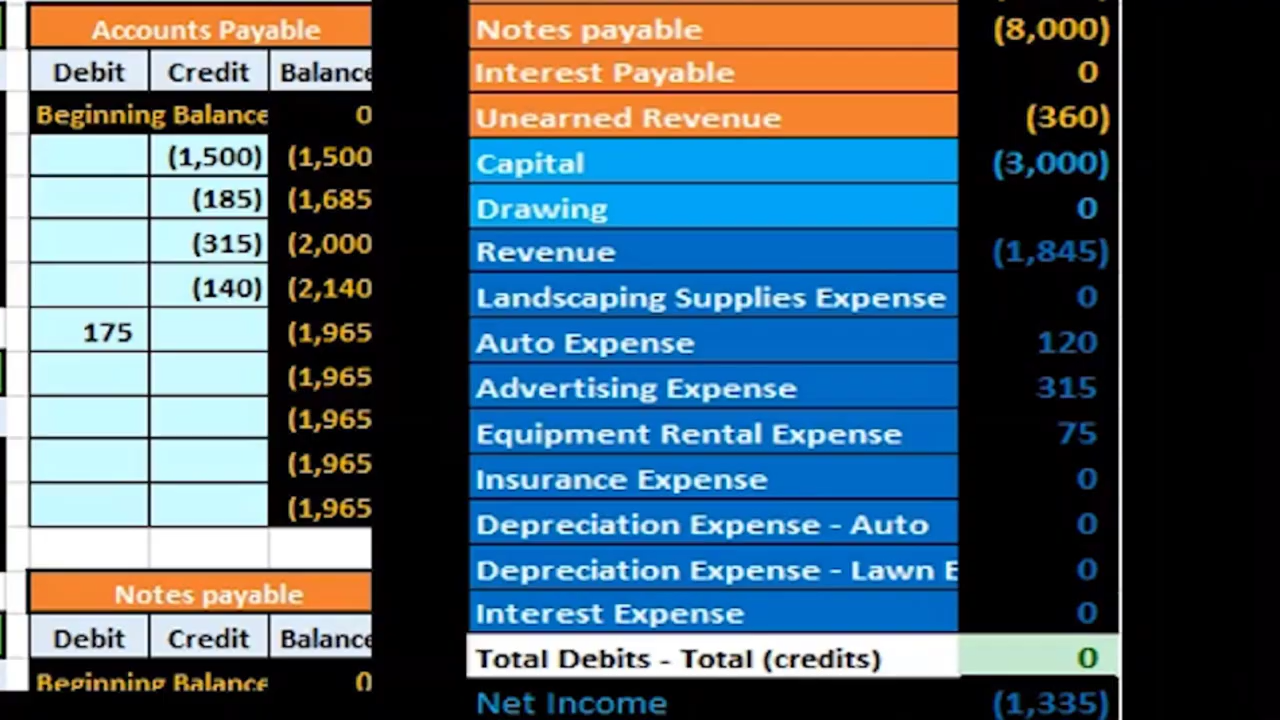 Accounts Payable
Debit Credit Balance
Beginning Balance 0
(1,500) (1,500
(185) (1,685
(315) (2,000
(140) (2,140
175 (1,965
(1,965
(1,965
(1,965
(1,965
Notes payable
Debit Credit Balance
Beginning Balance 0
Notes payable (8,000)
Interest Payable 0
Unearned Revenue (360)
Capital (3,000)
Drawing 0
Revenue (1,845)
Landscaping Supplies Expense 0
Auto Expense 120
Advertising Expense 315
Equipment Rental Expense 75
Insurance Expense 0
Depreciation Expense - Auto 0
Depreciation Expense - Lawn E 0
Interest Expense 0
Total Debits - Total (credits) 0
Net Income (1,335)